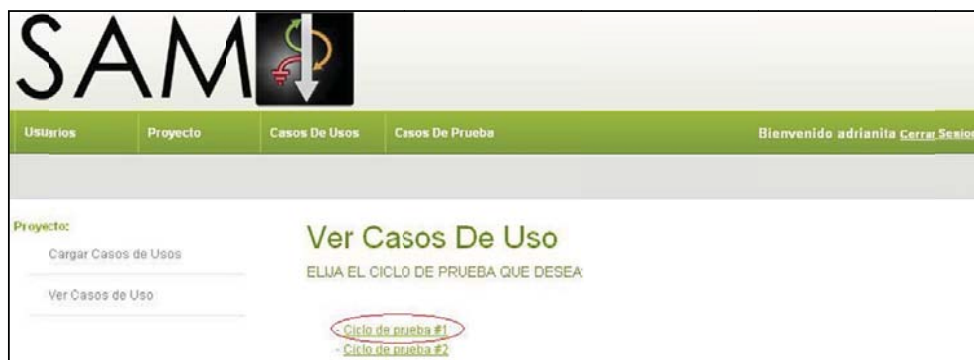 SAM
Usuarios Proyecto Casos De Usos Casos De Prueba Bienvenido adrianita Cerrar Sesion
Proyecto:
Cargar Casos de Usos
Ver Casos de Uso
Ver Casos De Uso
ELIJA EL CICLO DE PRUEBA QUE DESEA
- Ciclo de prueba #1
- Ciclo de prueba #2